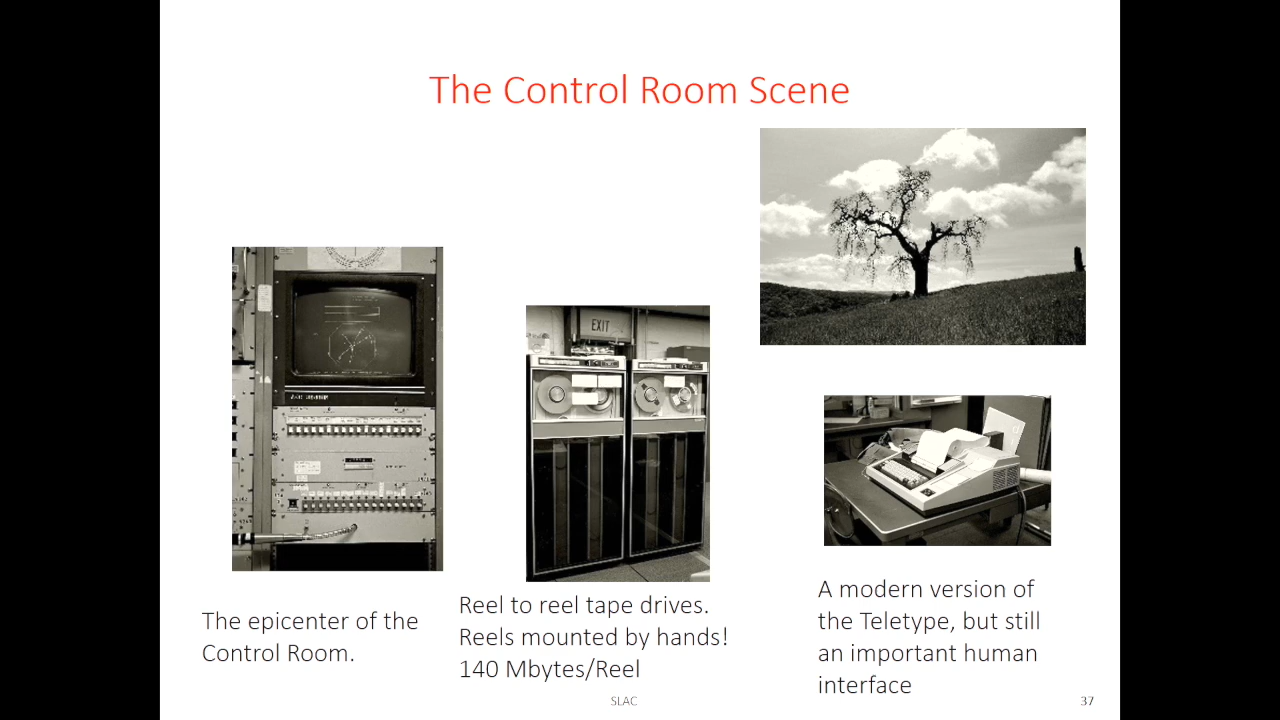 The Control Room Scene
EXIT
The epicenter of the
Control Room.
Reel to reel tape drives.
Reels mounted by hands!
140 Mbytes/Reel
A modern version of
the Teletype, but still
an important human
interface
SLAC
37